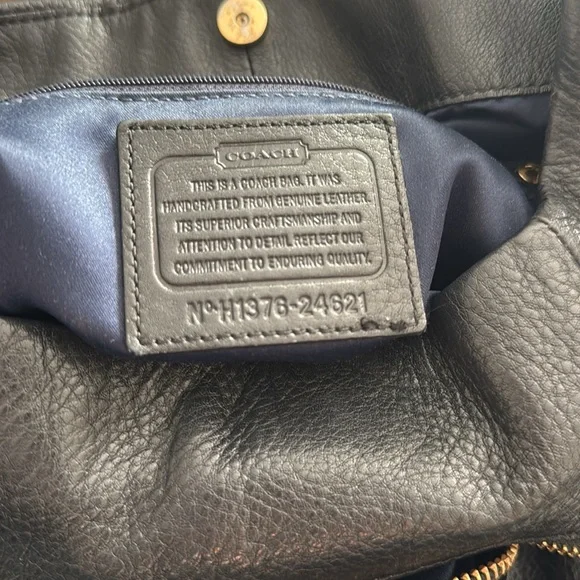 COACH
THIS IS A COACH BAG. IT WAS
HANDCRAFTED FROM GENUINE LEATHER.
ITS SUPERIOR CRAFTSMANSHIP AND
ATTENTION TO DETAIL REFLECT OUR
COMMITMENT TO ENDURING QUALITY.
Nº H1376-24621